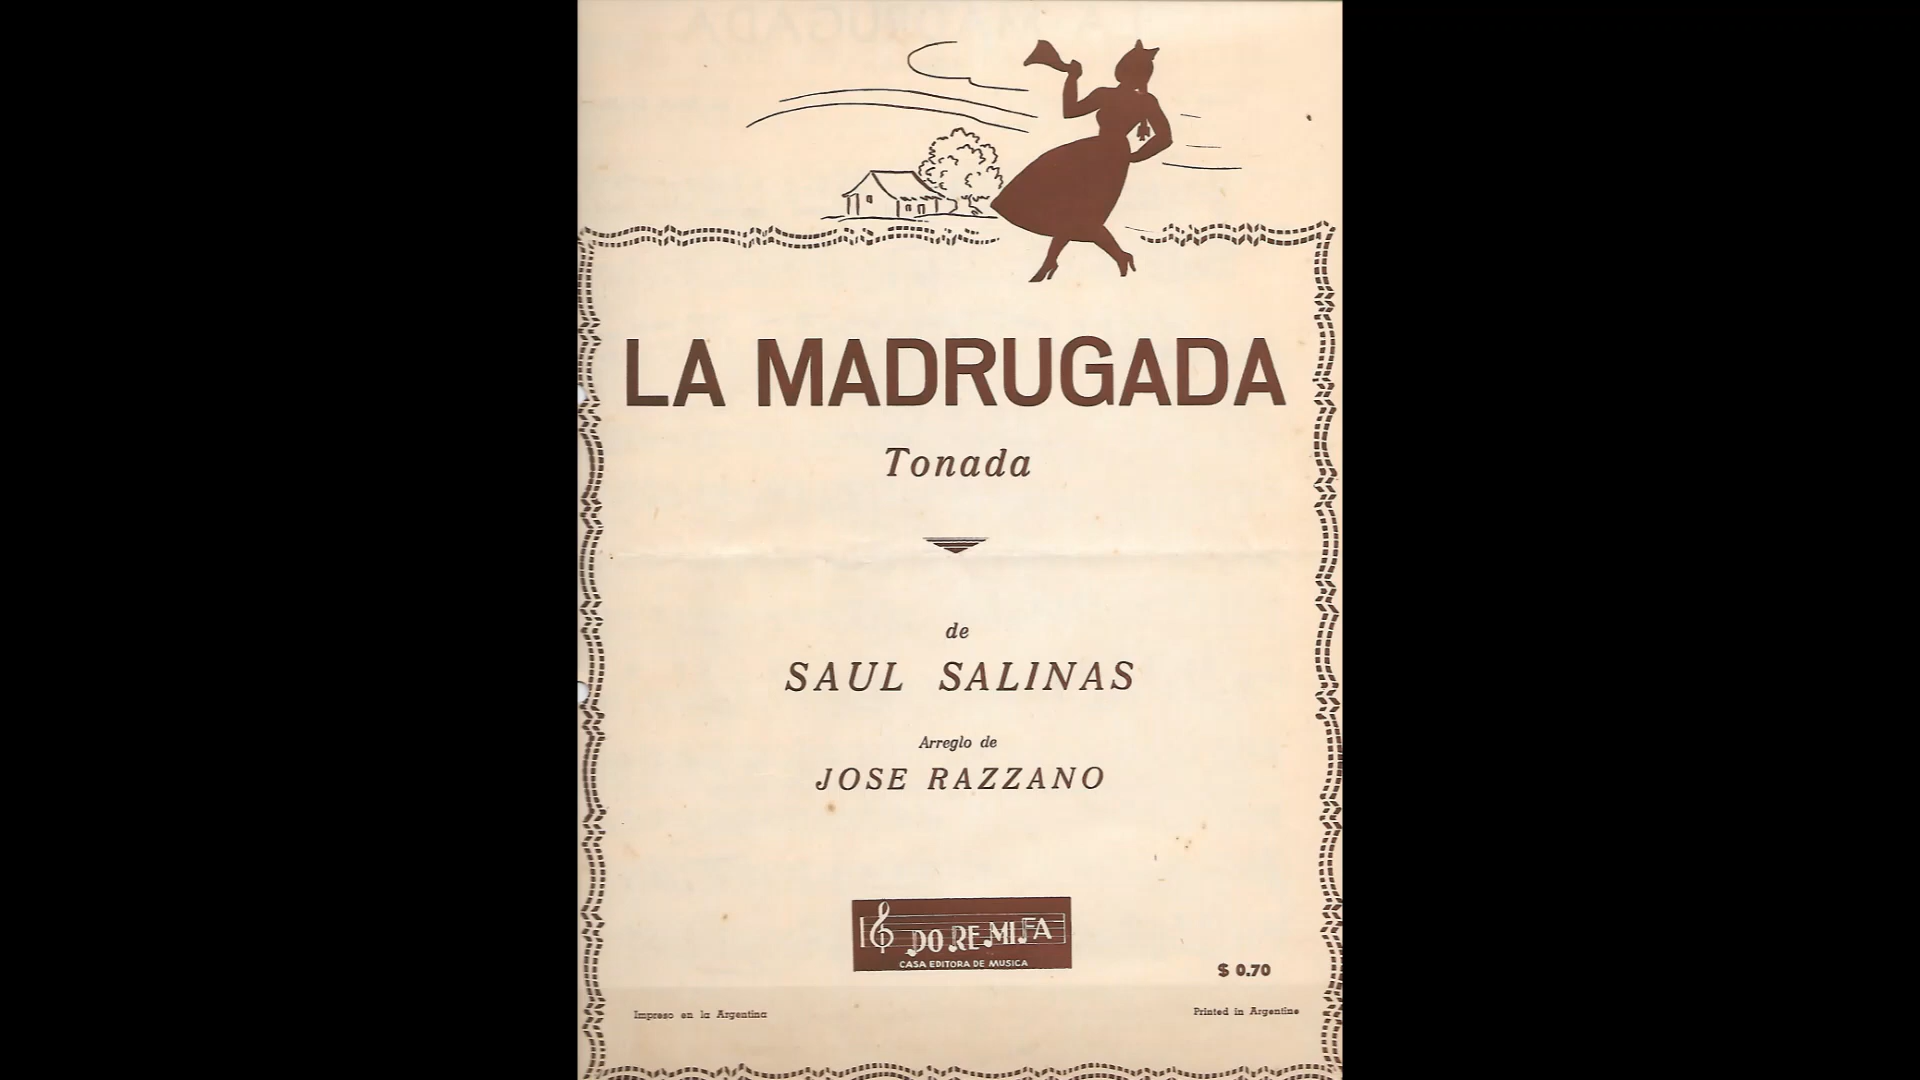 LA MADRUGADA
Tonada
de
SAUL SALINAS
Arreglo de
JOSE RAZZANO
DO RE MI FA
CASA EDITORA DE MUSICA
$ 0.70
Impreso en la Argentina
Printed in Argentine